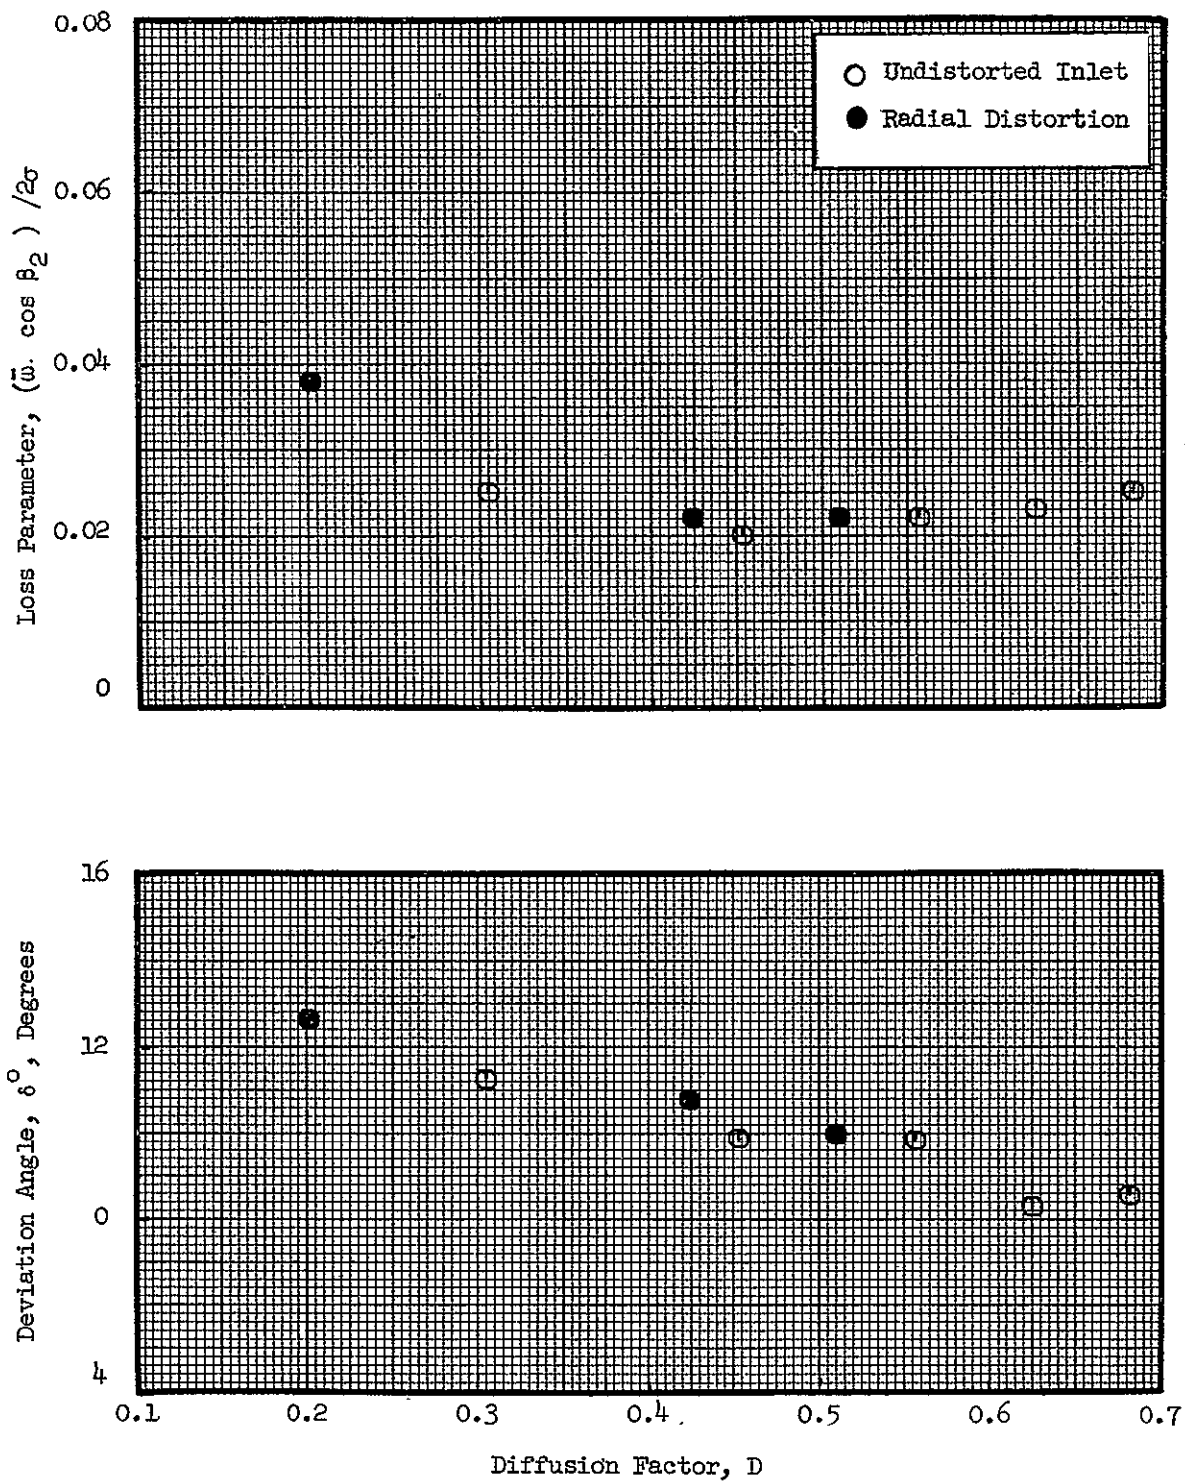 0.08
0.06
0.04
0.02
0
Loss Parameter, (ω̄. cos β2 ) /2σ
Undistorted Inlet
Radial Distortion
16
12
0
4
Deviation Angle, δ°, Degrees
0.1 0.2 0.3 0.4 0.5 0.6 0.7
Diffusion Factor, D